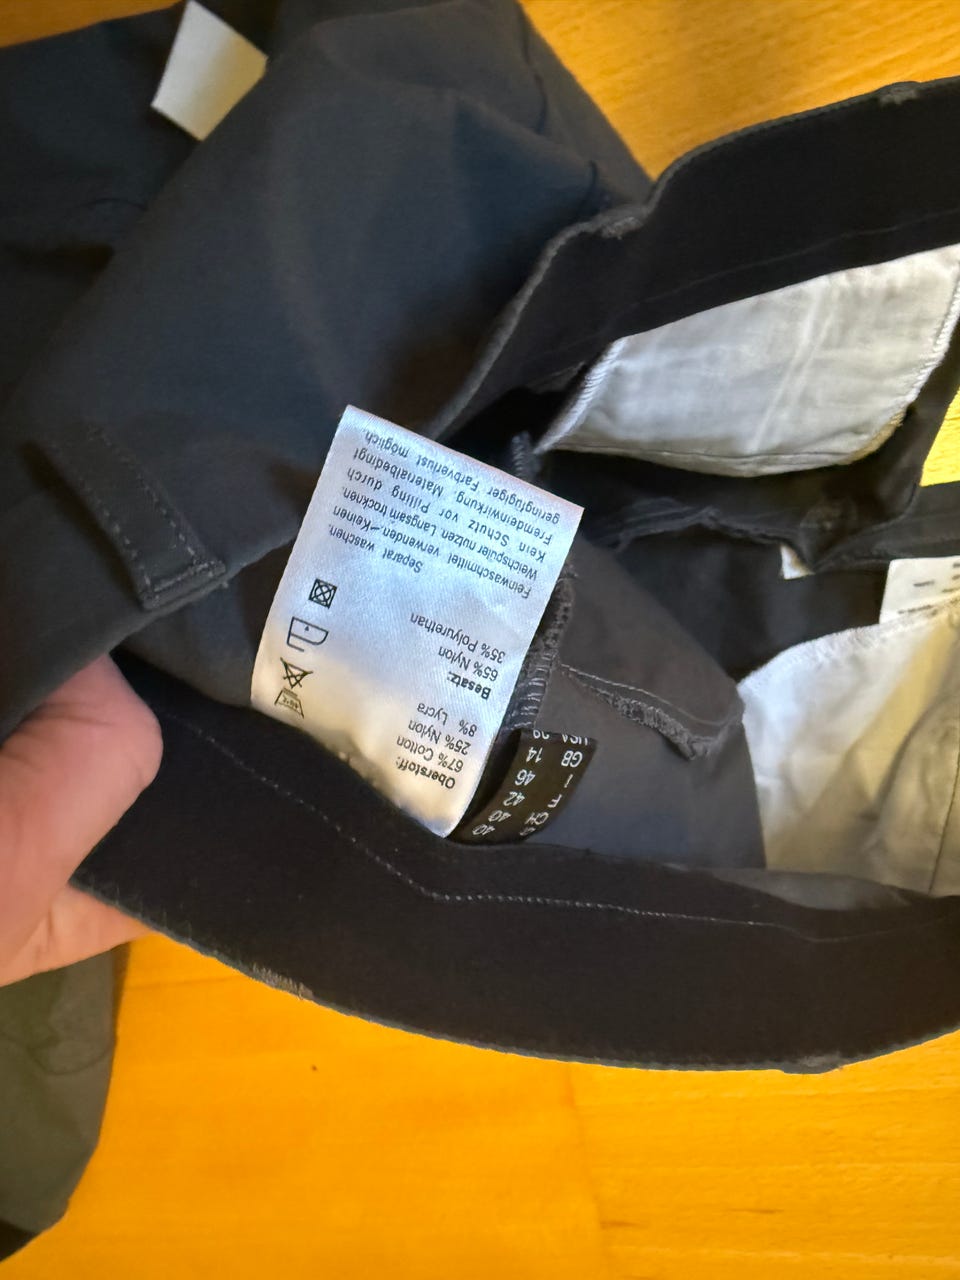 Oberstoff:
67% Cotton
25% Nylon
8% Lycra
Besatz:
65% Nylon
35% Polyurethan
Separat waschen.
Feinwaschmittel verwenden.-Keinen
Weichspüler nutzen. Langsam trocknen.
Kein Schutz vor Pilling durch
Fremdeinwirkung. Materialbedingt
geringfügiger Farbverlust möglich.
40
CH 40
F 42
I 46
GB 14
USA